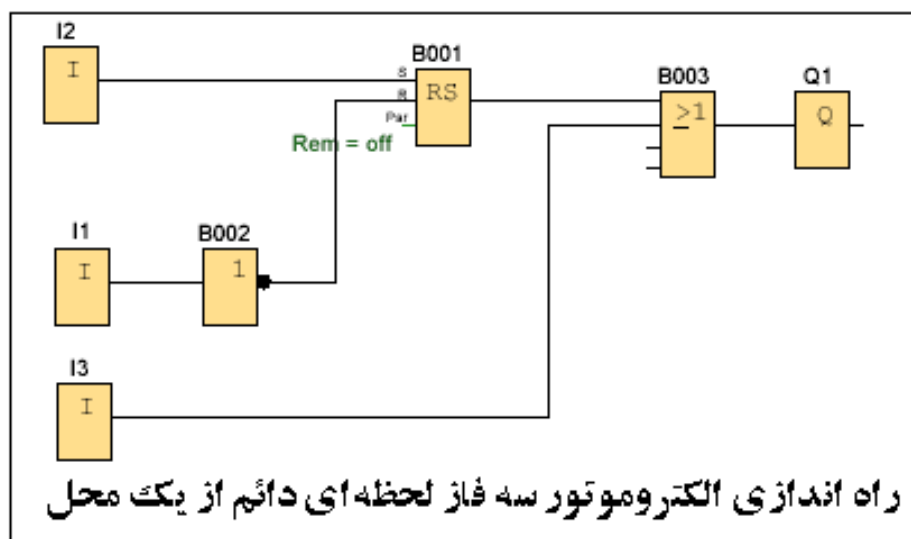 I2
I
B001
S
R
Par
RS
Rem = off
B003
>1
Q1
Q
I1
I
B002
1
I3
I
راه اندازی الکتروموتور سه فاز لحظه ای دائم از یک محل